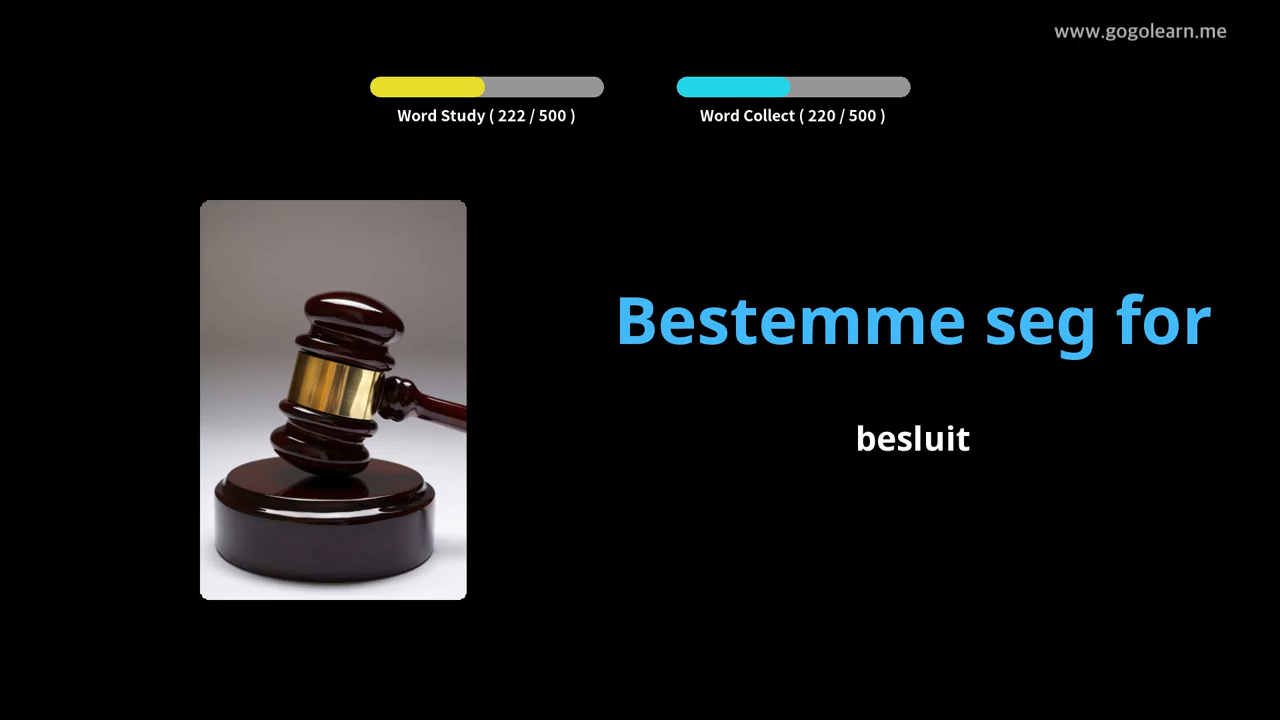 www.gogolearn.me
Word Study ( 222 / 500 )
Word Collect ( 220 / 500 )
Bestemme seg for
besluit